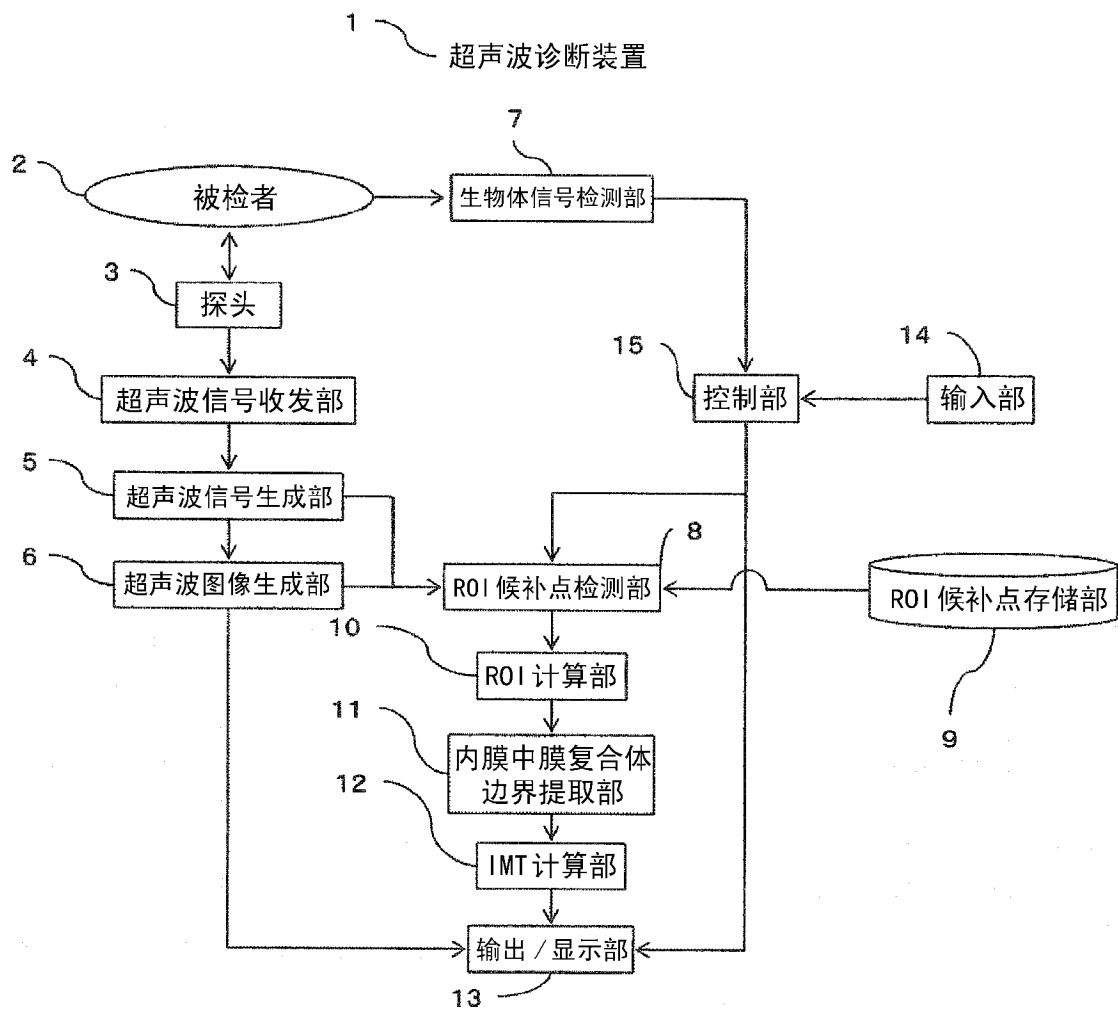 1
超声波诊断装置
7
2
被检者
生物体信号检测部
3
探头
4
超声波信号收发部
15
控制部
14
输入部
5
超声波信号生成部
6
超声波图像生成部
8
ROI候补点检测部
ROI候补点存储部
9
10
ROI计算部
11
内膜中膜复合体
边界提取部
12
IMT计算部
输出/显示部
13